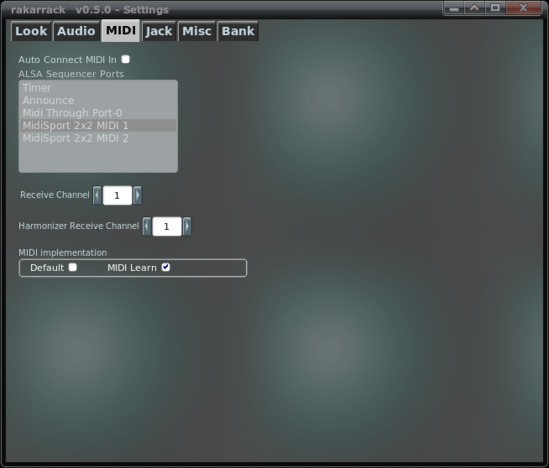 rakarrack v0.5.0 – Settings
Look Audio MIDI Jack Misc Bank
Auto Connect MIDI In
ALSA Sequencer Ports
Timer
Announce
Midi Through Port-0
MidiSport 2x2 MIDI 1
MidiSport 2x2 MIDI 2
Receive Channel 1
Harmonizer Receive Channel 1
MIDI implementation
Default MIDI Learn